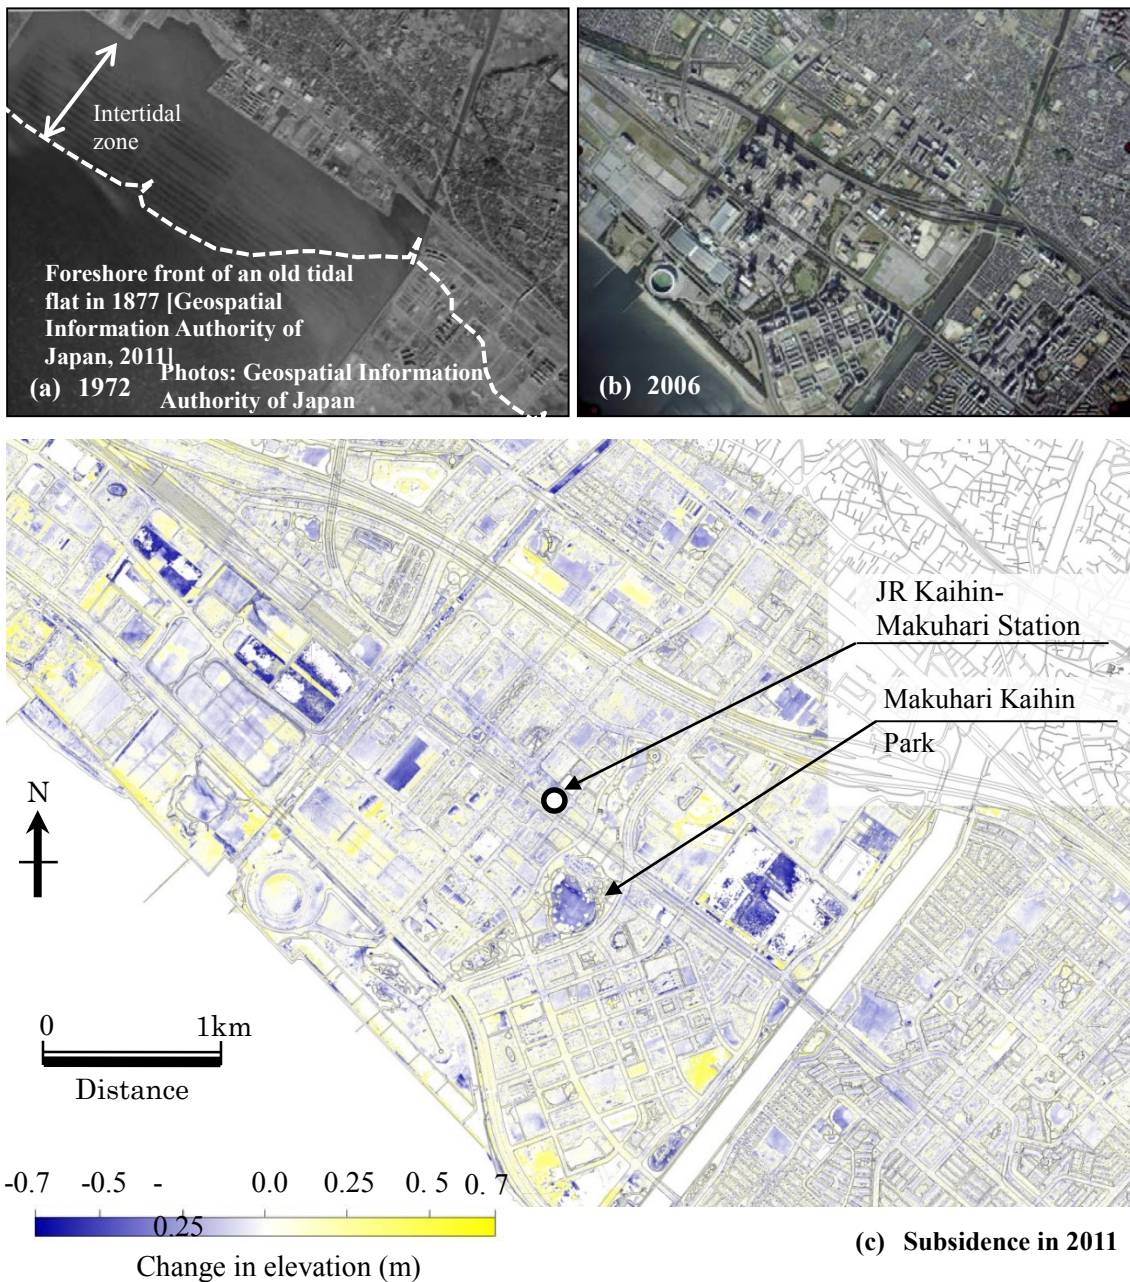 Intertidal
zone
Foreshore front of an old tidal
flat in 1877 [Geospatial
Information Authority of
Japan, 2011]
(a) 1972
Photos: Geospatial Information
Authority of Japan
(b) 2006
JR Kaihin-
Makuhari Station
Makuhari Kaihin
Park
N
0 1km
Distance
-0.7 -0.5 - 0.0 0.25 0. 5 0. 7
0.25
Change in elevation (m)
(c) Subsidence in 2011